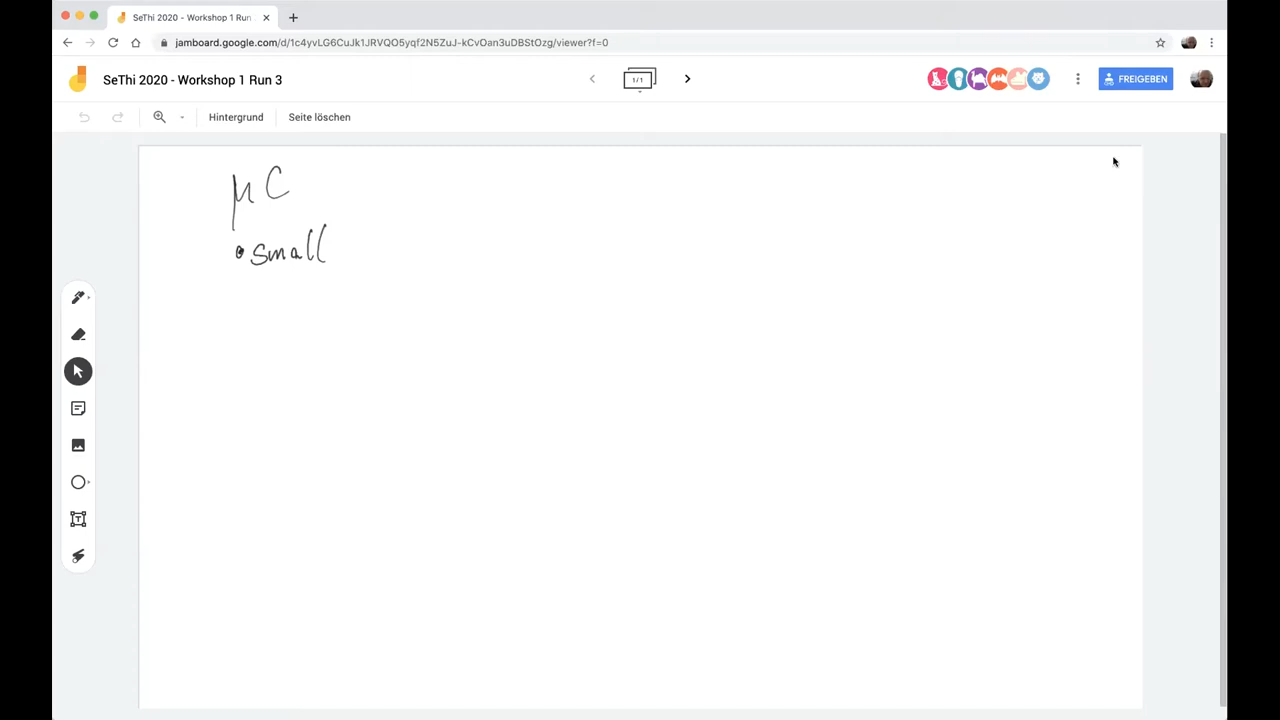 SeThi 2020 - Workshop 1 Run
jamboard.google.com/d/1c4yvLG6CuJk1JRVQO5yqf2N5ZuJ-kCvOan3uDBStOzg/viewer?f=0
SeThi 2020 - Workshop 1 Run 3
1/1
FREIGEBEN
Hintergrund
Seite löschen
μC
• small